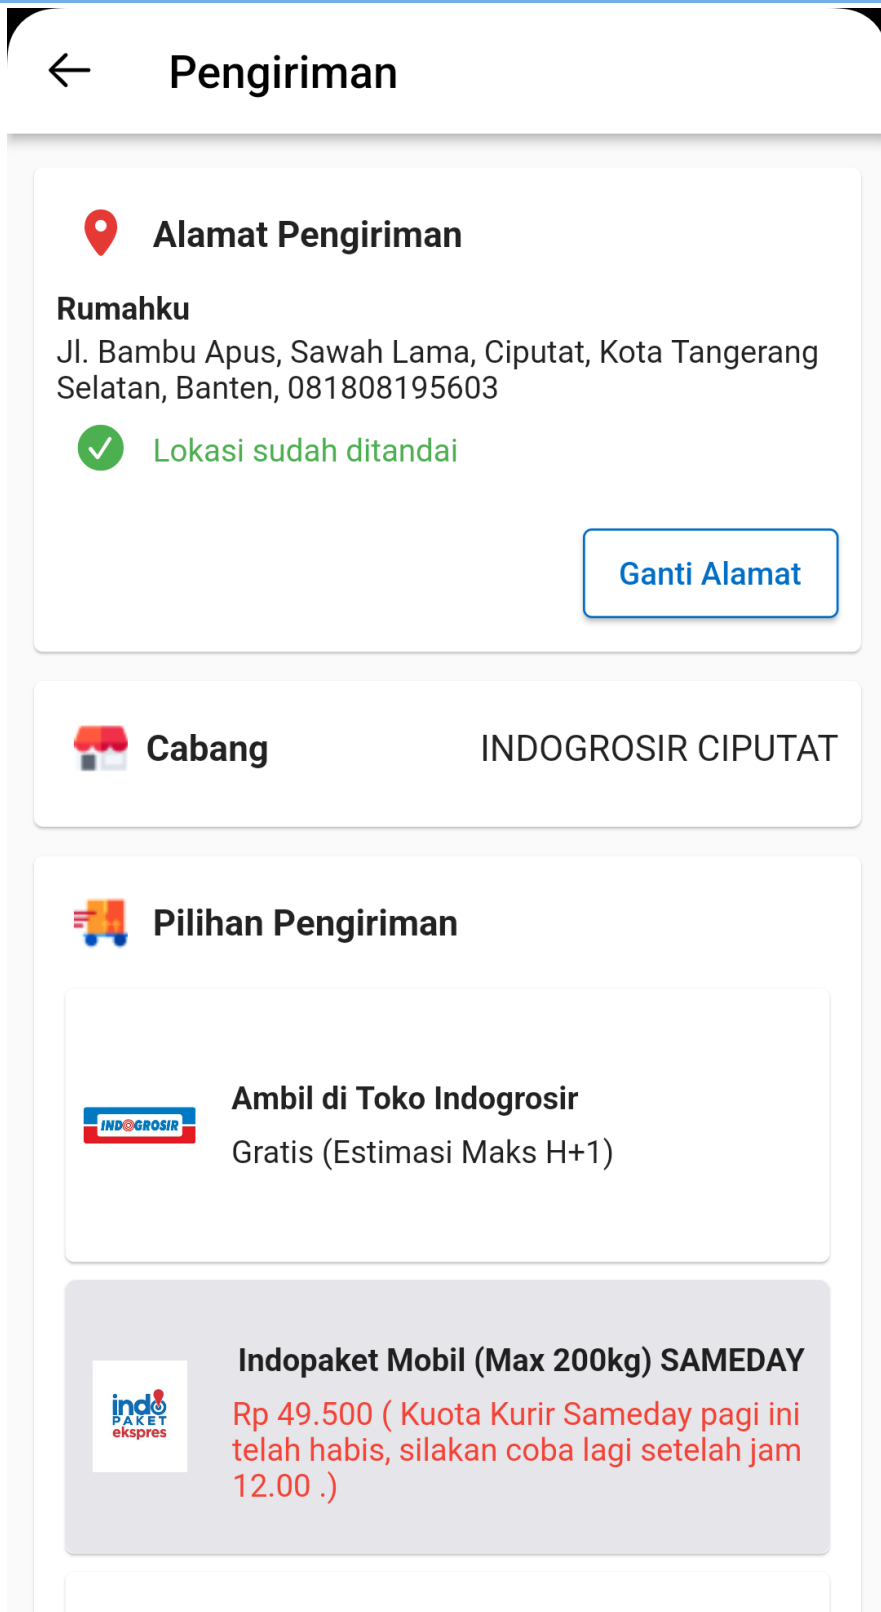 Pengiriman
Alamat Pengiriman
Rumahku
Jl. Bambu Apus, Sawah Lama, Ciputat, Kota Tangerang
Selatan, Banten, 081808195603
Lokasi sudah ditandai
Ganti Alamat
Cabang
INDOGROSIR CIPUTAT
Pilihan Pengiriman
INDOGROSIR
Ambil di Toko Indogrosir
Gratis (Estimasi Maks H+1)
indo
PAKET
ekspres
Indopaket Mobil (Max 200kg) SAMEDAY
Rp 49.500 ( Kuota Kurir Sameday pagi ini
telah habis, silakan coba lagi setelah jam
12.00 .)